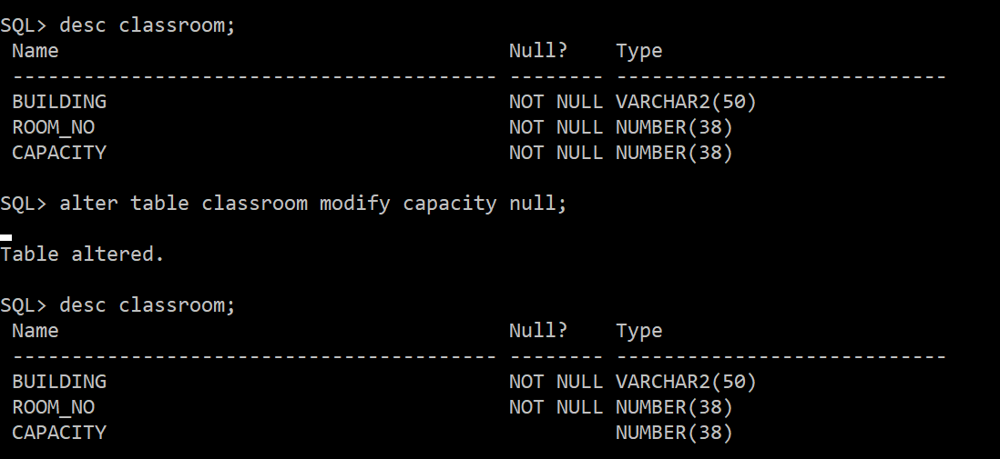 SQL> desc classroom;
 Name                                      Null?    Type
 ----------------------------------------- -------- ----------------------------
 BUILDING                                  NOT NULL VARCHAR2(50)
 ROOM_NO                                   NOT NULL NUMBER(38)
 CAPACITY                                  NOT NULL NUMBER(38)
SQL> alter table classroom modify capacity null;
Table altered.
SQL> desc classroom;
 Name                                      Null?    Type
 ----------------------------------------- -------- ----------------------------
 BUILDING                                  NOT NULL VARCHAR2(50)
 ROOM_NO                                   NOT NULL NUMBER(38)
 CAPACITY                                           NUMBER(38)